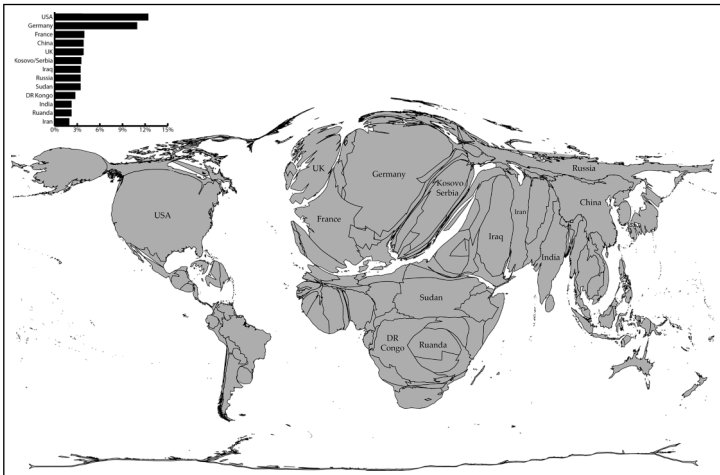 USA
Germany
France
China
UK
Kosovo/Serbia
Iraq
Russia
Sudan
DR Kongo
India
Ruanda
Iran
0% 3% 6% 9% 12% 15%
UK
Germany
Kosovo
Serbia
Russia
USA
France
Iraq
Iran
China
India
Sudan
DR
Congo
Ruanda